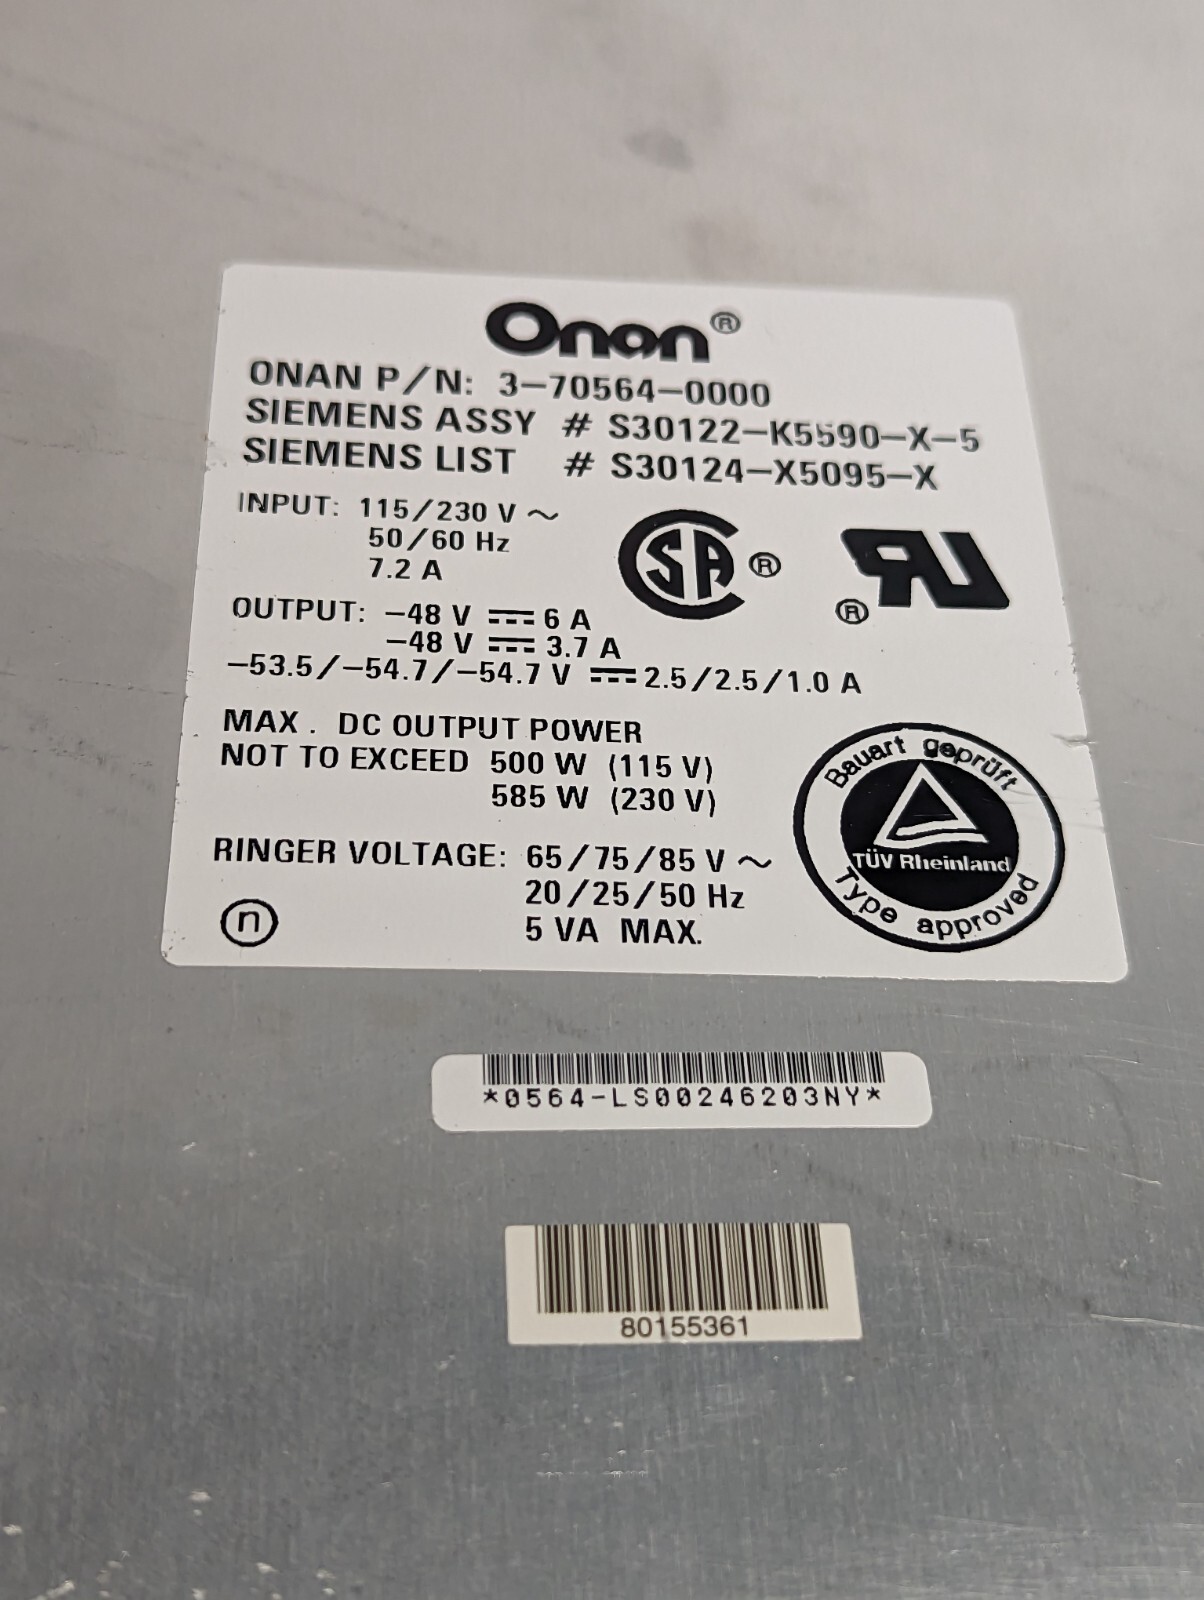 Onan®
ONAN P/N: 3-70564-0000
SIEMENS ASSY # S30122-K5590-X-5
SIEMENS LIST # S30124-X5095-X
INPUT: 115/230 V ~
50/60 Hz
7.2 A
SA ®
UR ®
OUTPUT: -48 V ⎓ 6 A
-48 V ⎓ 3.7 A
-53.5/-54.7/-54.7 V ⎓ 2.5/2.5/1.0 A
MAX. DC OUTPUT POWER
NOT TO EXCEED 500 W (115 V)
585 W (230 V)
Bauart geprüft
TÜV Rheinland
Type approved
RINGER VOLTAGE: 65/75/85 V ~
20/25/50 Hz
5 VA MAX.
n
*0564-LS00246203NY*
80155361